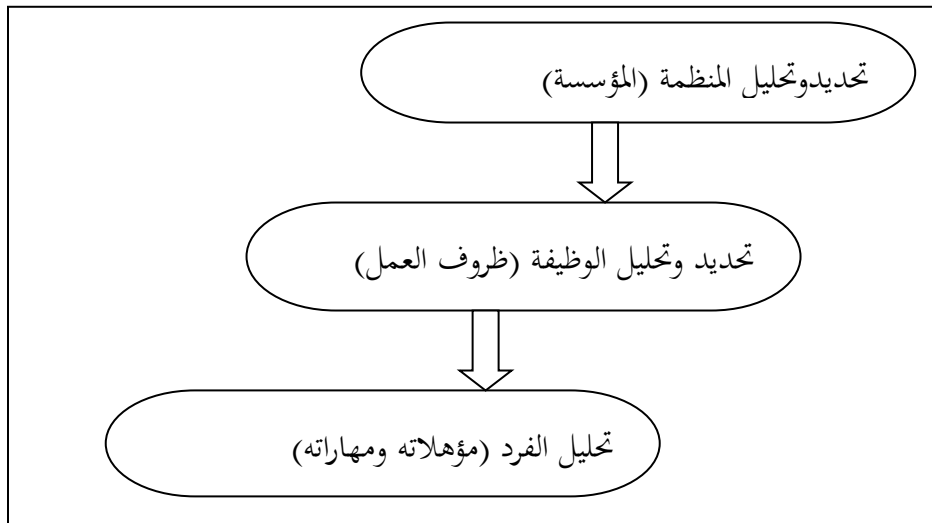 تحديدوتحليل المنظمة (المؤسسة)
تحديد وتحليل الوظيفة (ظروف العمل)
تحليل الفرد (مؤهلاته ومهاراته)